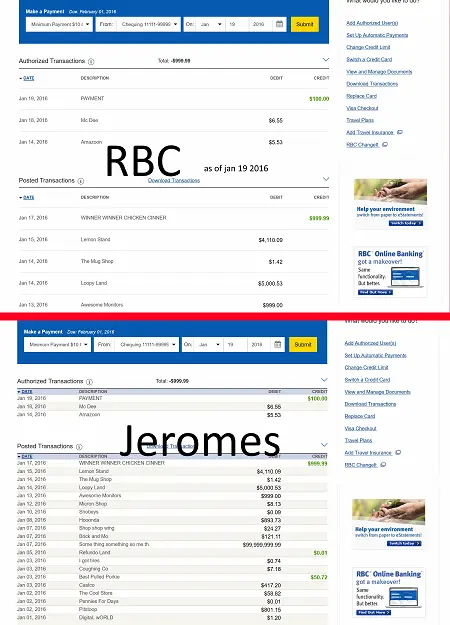 What would you like to do?
Make a Payment Due: February 01, 2016
Minimum Payment $10 / From: Chequing 11111-99999 On: Jan 19 2016 Submit
Add Authorized User(s)
Set Up Automatic Payments
Change Credit Limit
Authorized Transactions Total: -$999.99
Switch a Credit Card
View and Manage Documents
DATE DESCRIPTION DEBIT CREDIT
Download Transactions
Jan 19, 2016 PAYMENT $100.00
Replace Card
Visa Checkout
Jan 18, 2016 Mc Dee $6.55
Travel Plans
Add Travel Insurance
Jan 14, 2016 Amazoon $5.53
RBC Change8
RBC as of jan 19 2016
Posted Transactions Download Transactions
DATE DESCRIPTION DEBIT CREDIT
Jan 17, 2016 WINNER WINNER CHICKEN CINNER $999.99
Help your environment
switch from paper to eStatements!
Switch today
Jan 15, 2016 Lemon Stand $4,110.09
RBC Online Banking
got a makeover!
Same
functionality.
But better.
Find Out More
Jan 14, 2016 The Mug Shop $1.42
Jan 14, 2016 Loopy Land $5,000.53
Jan 13, 2016 Awesome Monitors $999.00
What would you like to do?
Make a Payment Due: February 01, 2016
Minimum Payment $10 / From: Chequing 11111-99999 On: Jan 19 2016 Submit
Add Authorized User(s)
Set Up Automatic Payments
Change Credit Limit
Switch a Credit Card
View and Manage Documents
Download Transactions
Replace Card
Visa Checkout
Travel Plans
Add Travel Insurance
RBC Change8
Authorized Transactions Total: -$999.99
DATE DESCRIPTION DEBIT CREDIT
Jan 19, 2016 PAYMENT $100.00
Jan 18, 2016 Mc Dee $6.55
Jan 14, 2016 Amazoon $5.53
Jeromes
Posted Transactions Download Transactions
DATE DESCRIPTION DEBIT CREDIT
Jan 17, 2016 WINNER WINNER CHICKEN CINNER $999.99
Jan 15, 2016 Lemon Stand $4,110.09
Jan 14, 2016 The Mug Shop $1.42
Jan 14, 2016 Loopy Land $5,000.53
Jan 13, 2016 Awesome Monitors $999.00
Jan 12, 2016 Micron Shop $8.13
Jan 10, 2016 Shobeys $0.09
Jan 08, 2016 Hooonda $893.73
Jan 07, 2016 Shop shop wing $24.27
Jan 07, 2016 Brick and Mo $121.11
Jan 07, 2016 Some thing something so me th $99,999,999.99
Jan 05, 2016 Refundo Land $0.01
Jan 03, 2016 I got tires $0.74
Jan 03, 2016 Coughing Co $7.18
Jan 03, 2016 Best Pulled Porkie $50.72
Jan 03, 2016 Castco $417.20
Jan 02, 2016 The Cool Store $58.82
Jan 02, 2016 Pennies For Days $0.01
Jan 02, 2016 Pitstoop $801.15
Jan 01, 2016 Digital, wORLD $1.20
Help your environment
switch from paper to eStatements!
Switch today
RBC Online Banking
got a makeover!
Same
functionality.
But better.
Find Out More